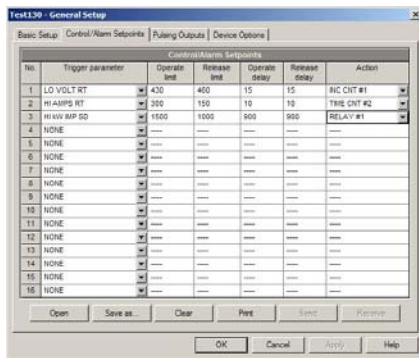 Test130 - General Setup
Basic Setup Control/Alarm Setpoints Pulsing Outputs Device Options
Control/Alarm Setpoints
No. Trigger parameter Operate limit Release limit Operate delay Release delay Action
1 LO VOLT RT 430 460 15 15 INC CNT #1
2 HI AMPS RT 300 150 10 10 TIME CNT #2
3 HI kW IMP SD 1500 1000 900 900 RELAY #1
4 NONE ---- ---- ---- ---- ----
5 NONE ---- ---- ---- ---- ----
6 NONE ---- ---- ---- ---- ----
7 NONE ---- ---- ---- ---- ----
8 NONE ---- ---- ---- ---- ----
9 NONE ---- ---- ---- ---- ----
10 NONE ---- ---- ---- ---- ----
11 NONE ---- ---- ---- ---- ----
12 NONE ---- ---- ---- ---- ----
13 NONE ---- ---- ---- ---- ----
14 NONE ---- ---- ---- ---- ----
15 NONE ---- ---- ---- ---- ----
16 NONE ---- ---- ---- ---- ----
Open Save as... Clear Print Send Receive
OK Cancel Apply Help